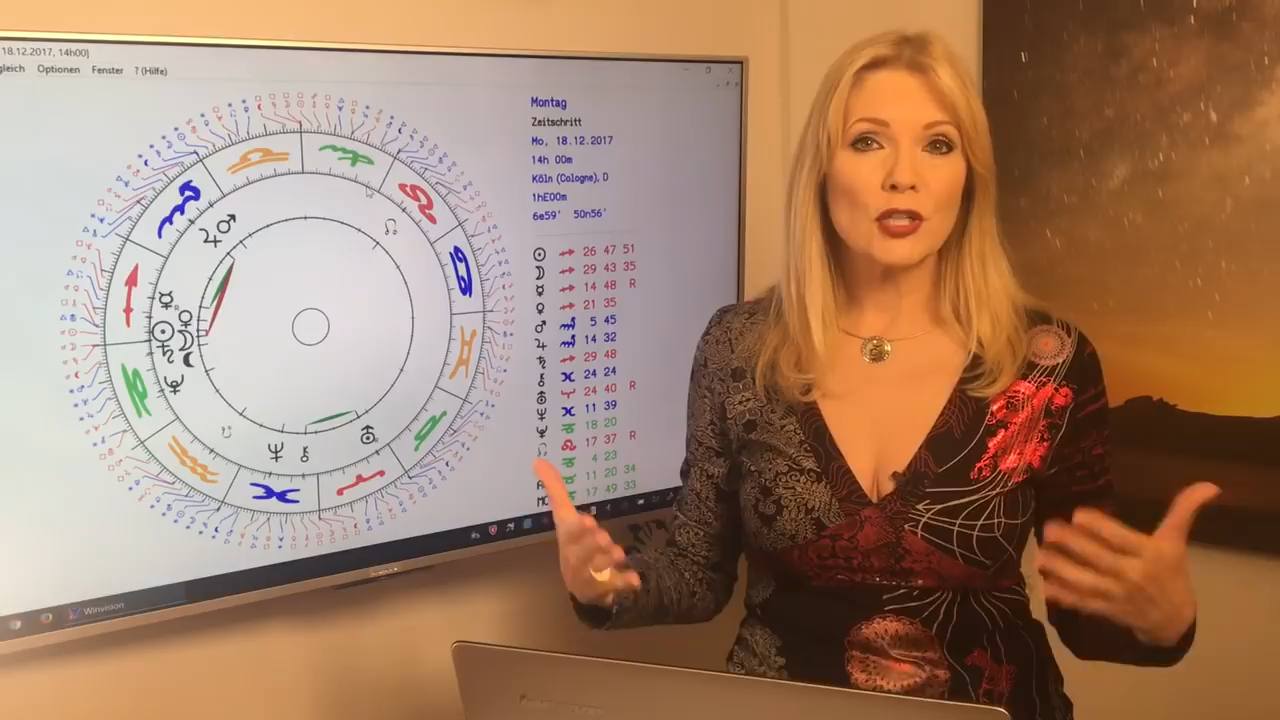 18.12.2017, 14h00)
gleich Optionen Fenster ? (Hilfe)
Montag
Zeitschritt
Mo, 18.12.2017
14h 00m
Köln (Cologne), D
1hE00m
6e59' 50n56'
26 47 51
29 43 35
14 48 R
21 35
5 45
14 32
29 48
24 24
24 40 R
11 39
18 20
17 37 R
4 23
11 20 34
MC 17 49 33
Winvision